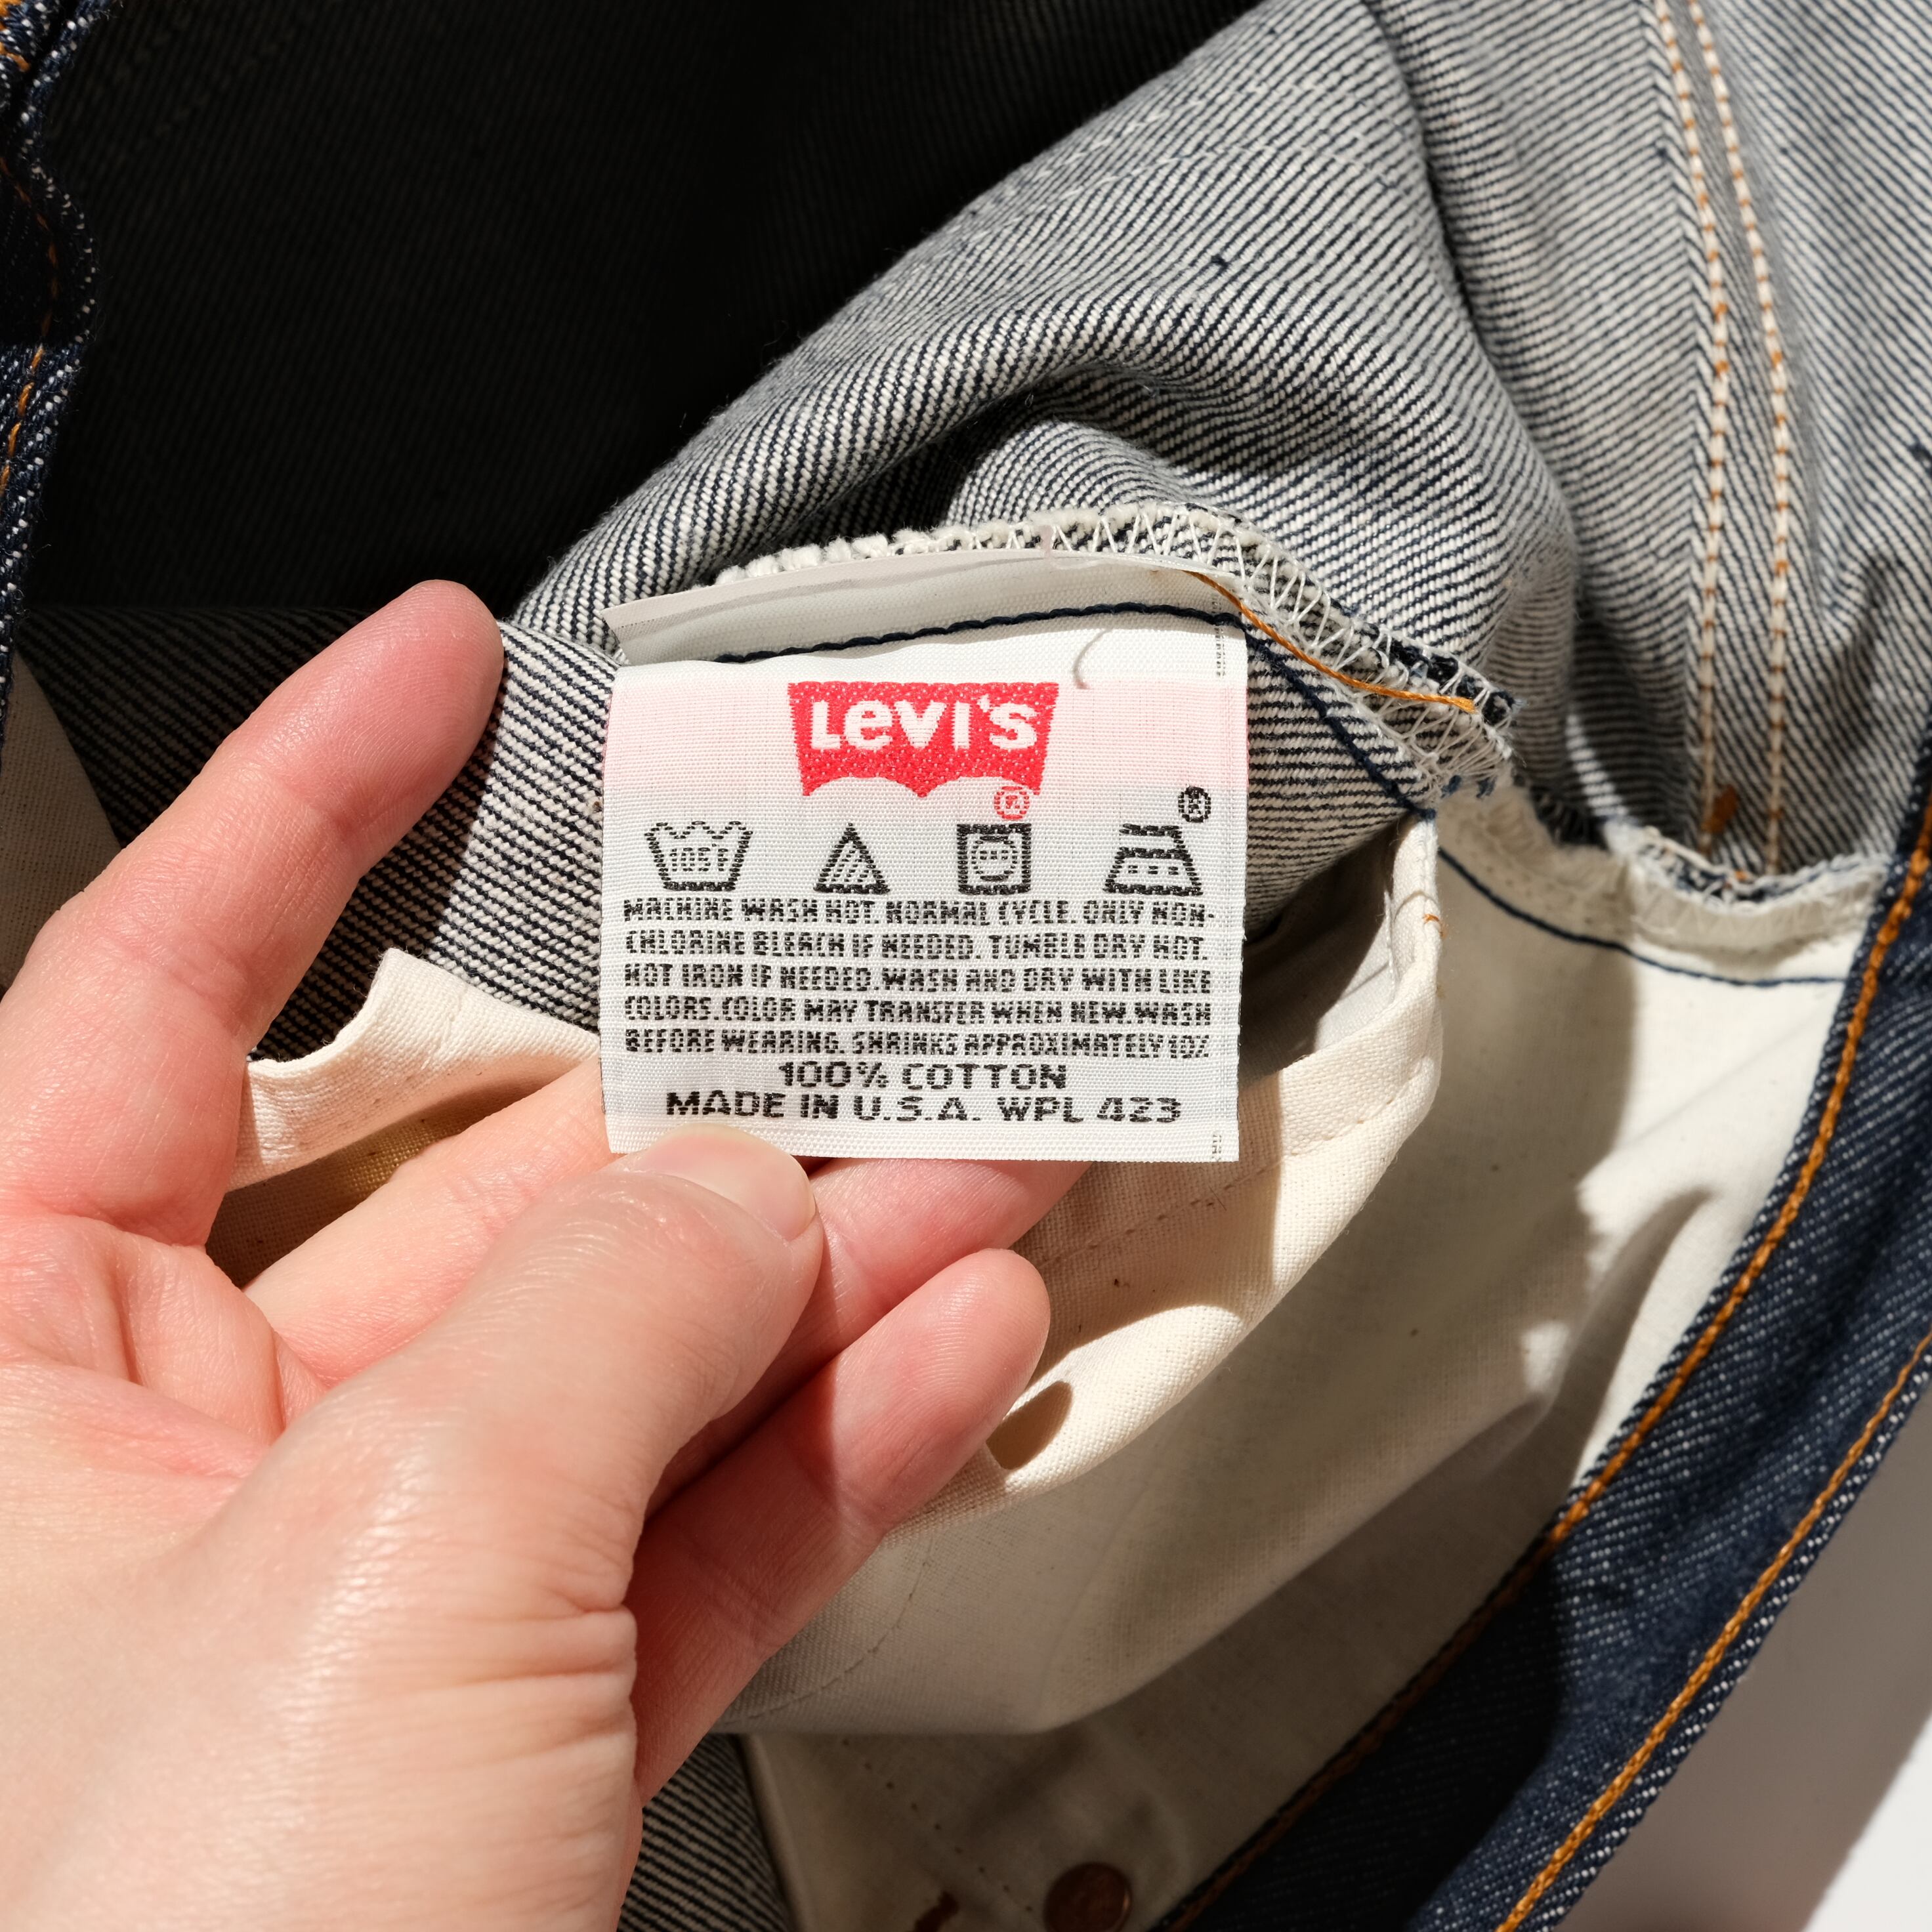 LEVI'S
®
®
105F
MACHINE WASH HOT. NORMAL CYCLE. ONLY NON-
CHLORINE BLEACH IF NEEDED. TUMBLE DRY HOT.
HOT IRON IF NEEDED.WASH AND DRY WITH LIKE
COLORS.COLOR MAY TRANSFER WHEN NEW.WASH
BEFORE WEARING. SHRINKS APPROXIMATELY
100% COTTON
MADE IN U.S.A. WPL 423